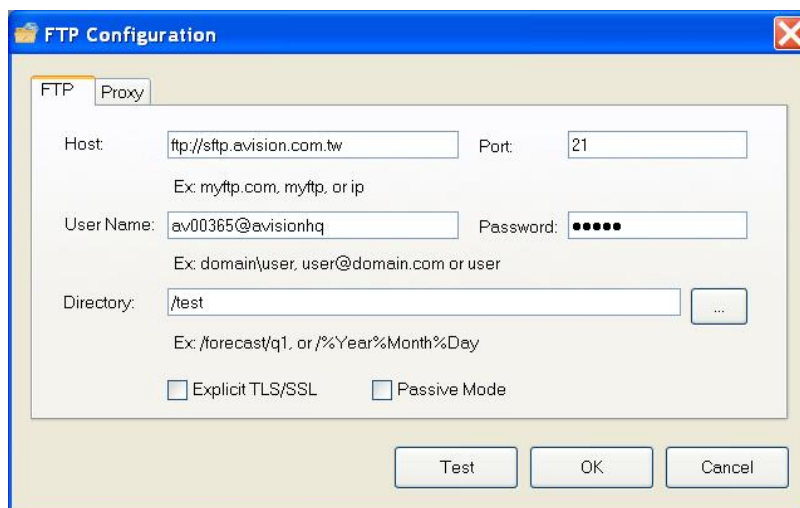 FTP Configuration
FTP Proxy
Host: ftp://sftp.avision.com.tw Port: 21
Ex: myftp.com, myftp, or ip
User Name: av00365@avisionhq Password: ●●●●●
Ex: domain\user, user@domain.com or user
Directory: /test ...
Ex: /forecast/q1, or /%Year%Month%Day
Explicit TLS/SSL Passive Mode
Test OK Cancel